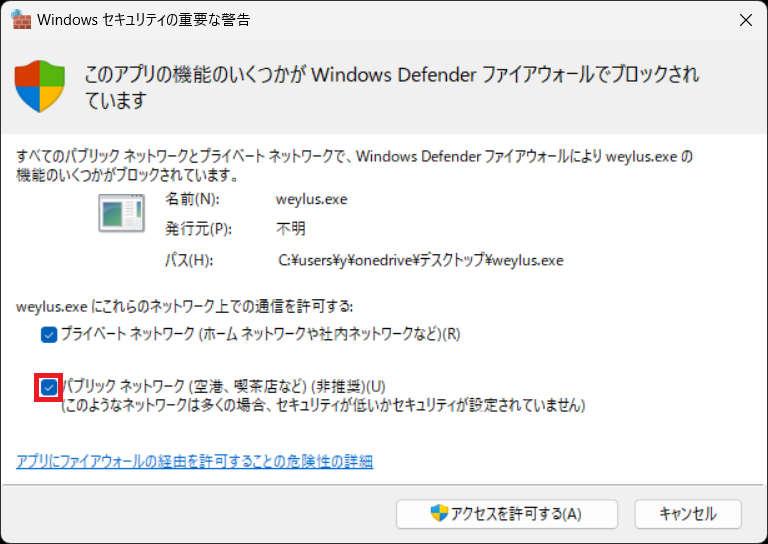 Windows セキュリティの重要な警告
このアプリの機能のいくつかが Windows Defender ファイアウォールでブロックされ
ています
すべてのパブリック ネットワークとプライベート ネットワークで、Windows Defender ファイアウォールにより weylus.exe の
機能のいくつかがブロックされています。
名前(N): weylus.exe
発行元(P): 不明
パス(H): C:¥users¥y¥onedrive¥デスクトップ¥weylus.exe
weylus.exe にこれらのネットワーク上での通信を許可する:
プライベート ネットワーク (ホーム ネットワークや社内ネットワークなど)(R)
パブリック ネットワーク (空港、喫茶店など) (非推奨)(U)
(このようなネットワークは多くの場合、セキュリティが低いかセキュリティが設定されていません)
アプリにファイアウォールの経由を許可することの危険性の詳細
アクセスを許可する(A) キャンセル